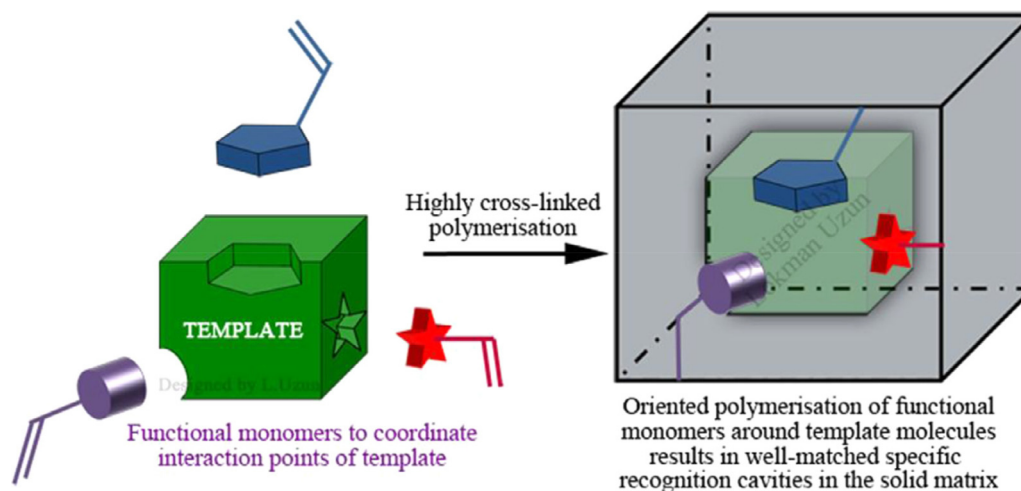 Highly cross-linked
polymerisation
TEMPLATE
Designed by L.Uzun
Functional monomers to coordinate
interaction points of template
Designed by
Lokman Uzun
Oriented polymerisation of functional
monomers around template molecules
results in well-matched specific
recognition cavities in the solid matrix